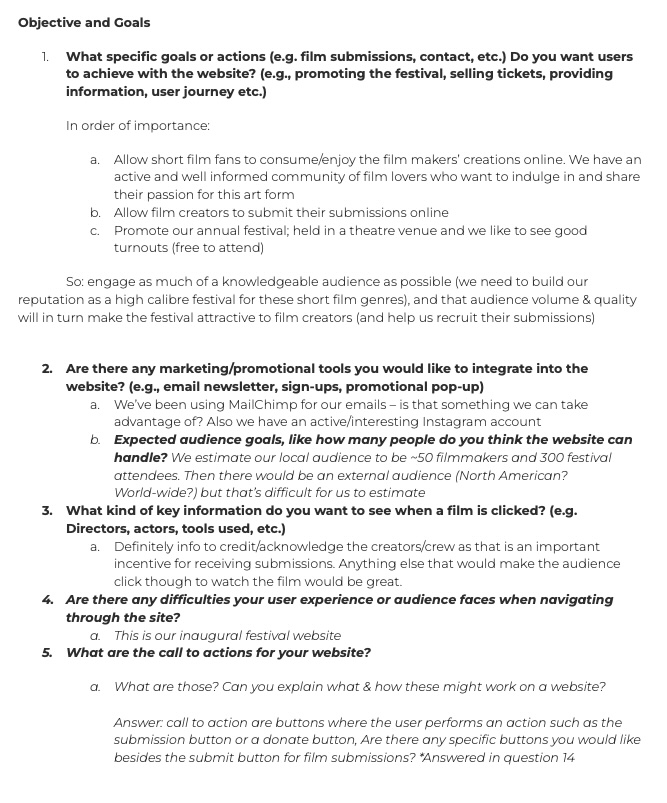 Objective and Goals
1. What specific goals or actions (e.g. film submissions, contact, etc.) Do you want users
to achieve with the website? (e.g., promoting the festival, selling tickets, providing
information, user journey etc.)
In order of importance:
a. Allow short film fans to consume/enjoy the film makers' creations online. We have an
active and well informed community of film lovers who want to indulge in and share
their passion for this art form
b. Allow film creators to submit their submissions online
c. Promote our annual festival; held in a theatre venue and we like to see good
turnouts (free to attend)
So: engage as much of a knowledgeable audience as possible (we need to build our
reputation as a high calibre festival for these short film genres), and that audience volume & quality
will in turn make the festival attractive to film creators (and help us recruit their submissions)
2. Are there any marketing/promotional tools you would like to integrate into the
website? (e.g., email newsletter, sign-ups, promotional pop-up)
a. We've been using MailChimp for our emails – is that something we can take
advantage of? Also we have an active/interesting Instagram account
b. Expected audience goals, like how many people do you think the website can
handle? We estimate our local audience to be ~50 filmmakers and 300 festival
attendees. Then there would be an external audience (North American?
World-wide?) but that's difficult for us to estimate
3. What kind of key information do you want to see when a film is clicked? (e.g.
Directors, actors, tools used, etc.)
a. Definitely info to credit/acknowledge the creators/crew as that is an important
incentive for receiving submissions. Anything else that would make the audience
click though to watch the film would be great.
4. Are there any difficulties your user experience or audience faces when navigating
through the site?
a. This is our inaugural festival website
5. What are the call to actions for your website?
a. What are those? Can you explain what & how these might work on a website?
Answer: call to action are buttons where the user performs an action such as the
submission button or a donate button, Are there any specific buttons you would like
besides the submit button for film submissions? *Answered in question 14